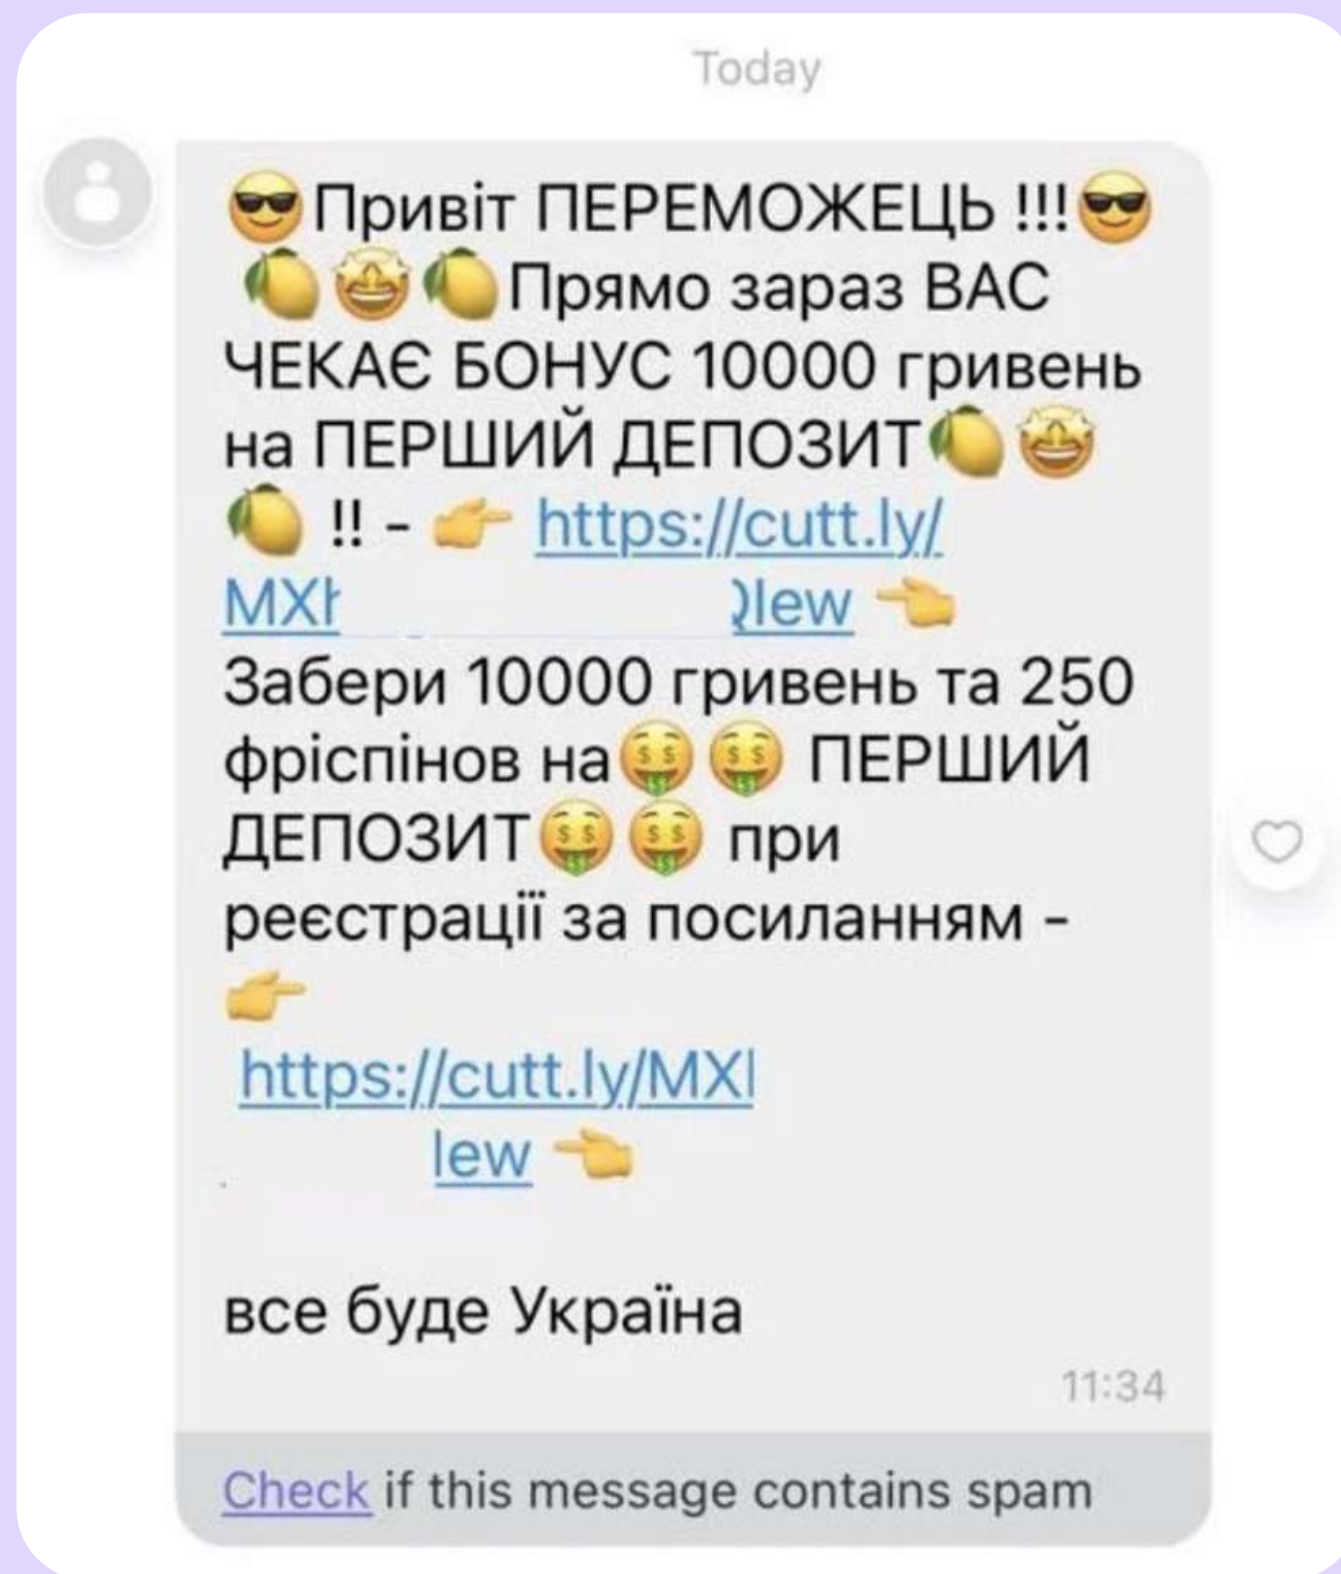 Today
😎Привіт ПЕРЕМОЖЕЦЬ !!!😎
🍋🤩🍋Прямо зараз ВАС
ЧЕКАЄ БОНУС 10000 гривень
на ПЕРШИЙ ДЕПОЗИТ🍋🤩
🍋 !! - 👉 https://cutt.ly/
lew 👈
Забери 10000 гривень та 250
фріспінов на🤑🤑 ПЕРШИЙ
ДЕПОЗИТ🤑🤑 при
реєстрації за посиланням -
👉
https://cutt.ly/MX
lew 👈
все буде Україна
11:34
Check if this message contains spam